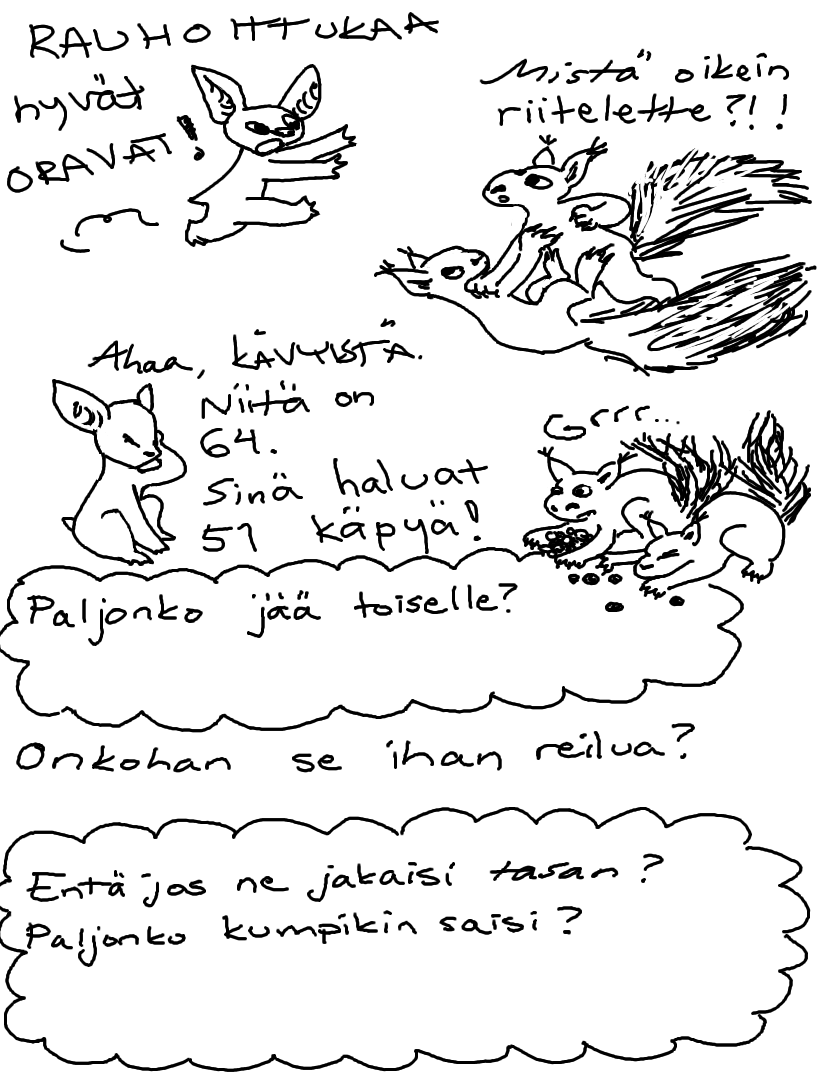 RAUHOITTUKAA
hyvät
ORAVAT!
Mistä oikein
riitelette?!!
Ahaa, KÄVYISTÄ.
Niitä on
64.
Sinä haluat
51 käpyä!
Grrr...
Paljonko jää toiselle?
Onkohan se ihan reilua?
Entä jos ne jakaisi tasan?
Paljonko kumpikin saisi?